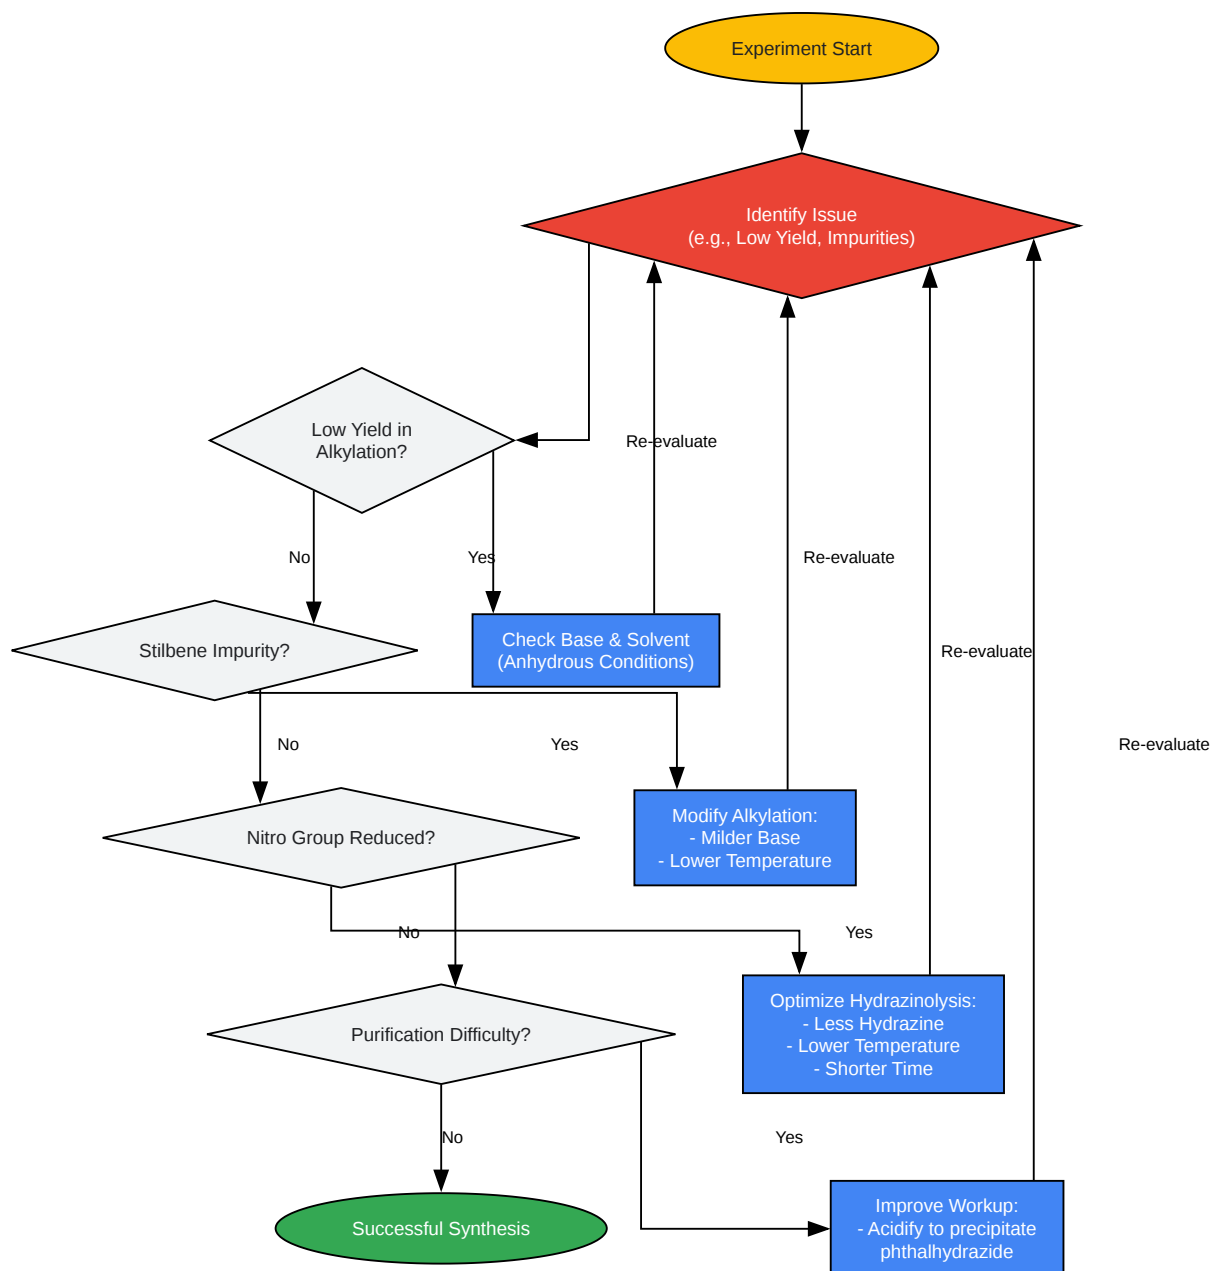 Experiment Start
Identify Issue
(e.g., Low Yield, Impurities)
Low Yield in
Alkylation?
Re-evaluate
No
Yes
Re-evaluate
Stilbene Impurity?
Check Base & Solvent
(Anhydrous Conditions)
Re-evaluate
No
Yes
Re-evaluate
Nitro Group Reduced?
Modify Alkylation:
- Milder Base
- Lower Temperature
No
Yes
Purification Difficulty?
Optimize Hydrazinolysis:
- Less Hydrazine
- Lower Temperature
- Shorter Time
No
Yes
Successful Synthesis
Improve Workup:
- Acidify to precipitate
phthalhydrazide